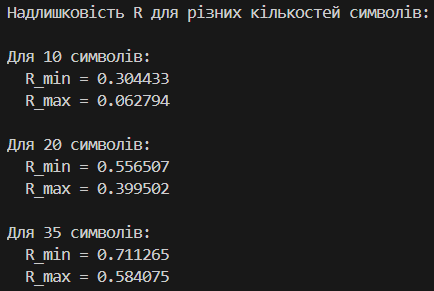 Надлишковість R для різних кількостей символів:
Для 10 символів:
R_min = 0.304433
R_max = 0.062794
Для 20 символів:
R_min = 0.556507
R_max = 0.399502
Для 35 символів:
R_min = 0.711265
R_max = 0.584075